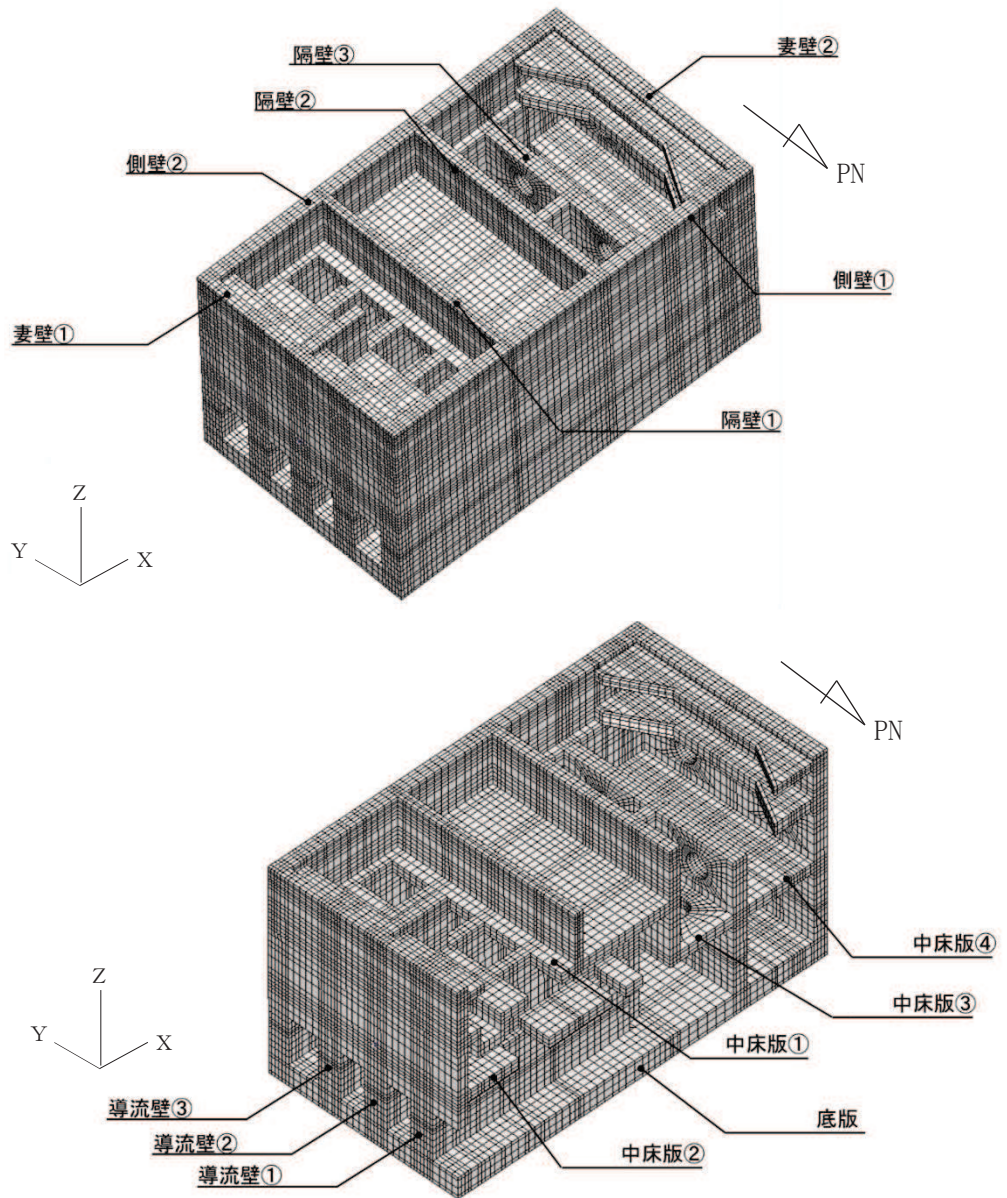 妻壁②
隔壁③
隔壁②
PN
側壁②
側壁①
妻壁①
隔壁①
Z
Y
X
PN
中床版④
Z
中床版③
Y
X
中床版①
導流壁③
底版
導流壁②
中床版②
導流壁①